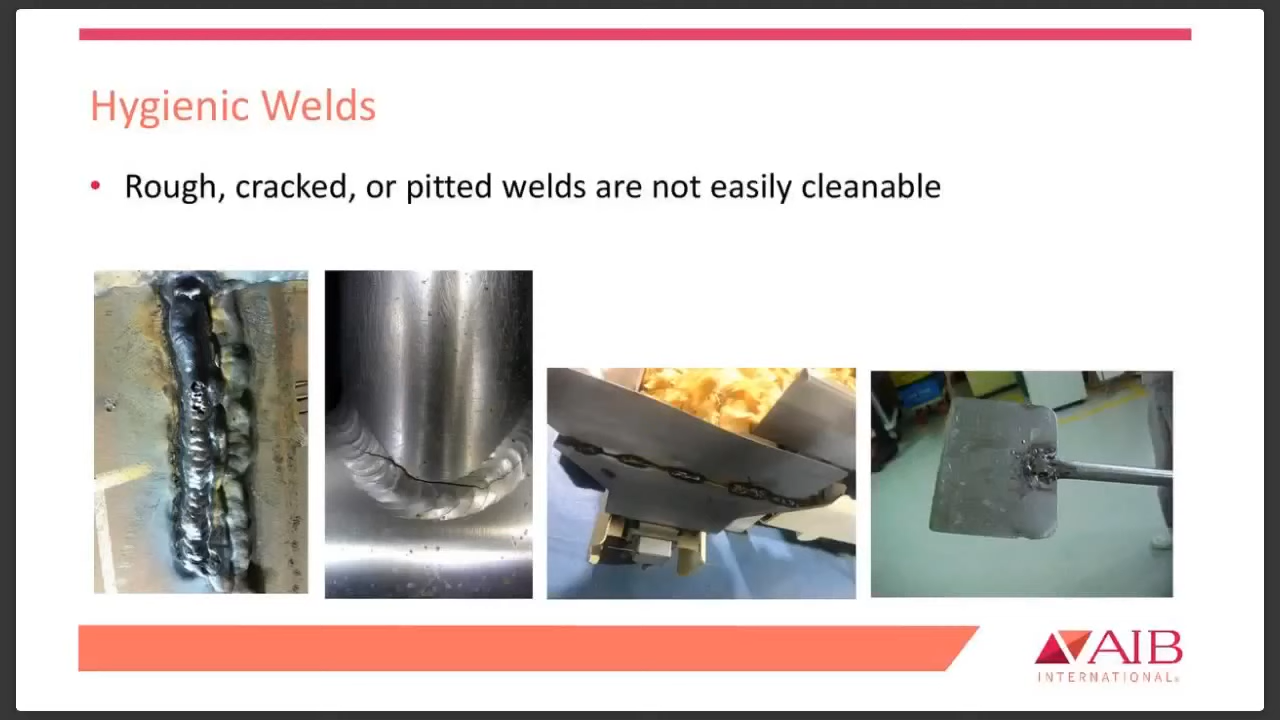 Hygienic Welds
• Rough, cracked, or pitted welds are not easily cleanable
AIB
INTERNATIONAL®